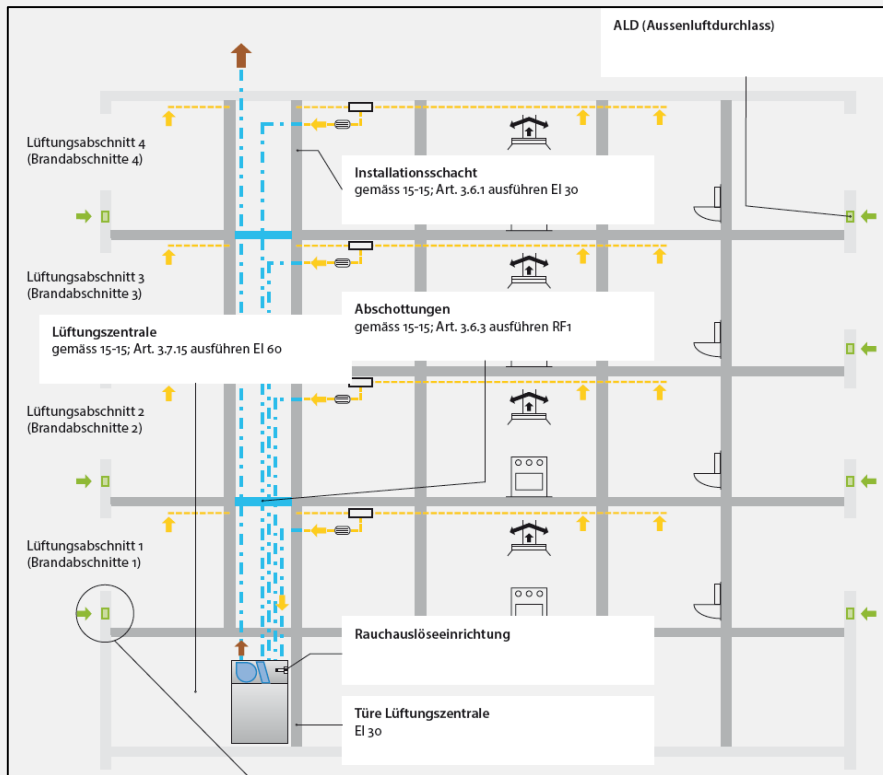 ALD (Aussenluftdurchlass)
Lüftungsabschnitt 4
(Brandabschnitte 4)
Installationsschacht
gemäss 15-15; Art. 3.6.1 ausführen EI 30
Lüftungsabschnitt 3
(Brandabschnitte 3)
Abschottungen
gemäss 15-15; Art. 3.6.3 ausführen RF1
Lüftungszentrale
gemäss 15-15; Art. 3.7.15 ausführen EI 60
Lüftungsabschnitt 2
(Brandabschnitte 2)
Lüftungsabschnitt 1
(Brandabschnitte 1)
Rauchauslöseeinrichtung
Türe Lüftungszentrale
EI 30